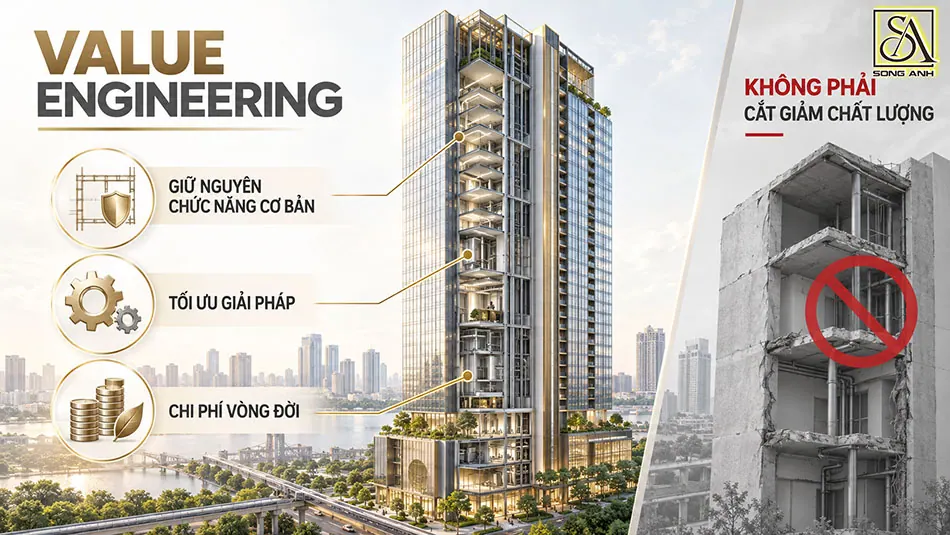 VALUE
ENGINEERING
GIỮ NGUYÊN
CHỨC NĂNG CƠ BẢN
TỐI ƯU GIẢI PHÁP
CHI PHÍ VÒNG ĐỜI
SA
SONG ANH
KHÔNG PHẢI
CẮT GIẢM CHẤT LƯỢNG